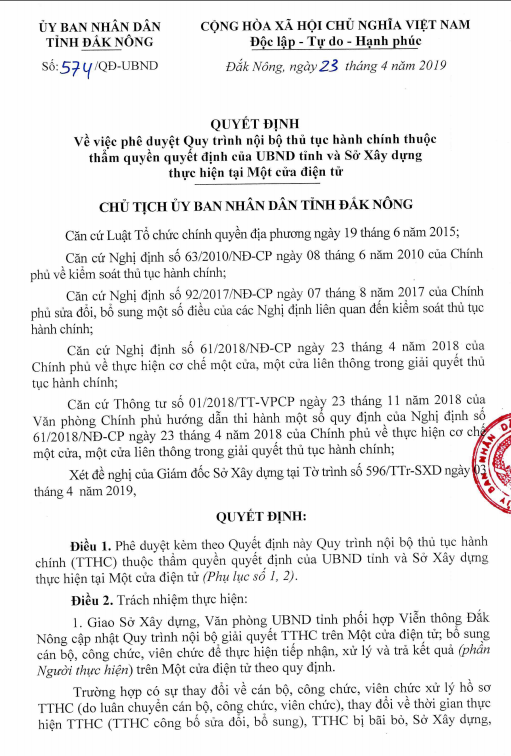 ỦY BAN NHÂN DÂN
TỈNH ĐẮK NÔNG
CỘNG HÒA XÃ HỘI CHỦ NGHĨA VIỆT NAM
Độc lập - Tự do - Hạnh phúc
Số: 574/QĐ-UBND
Đắk Nông, ngày 23 tháng 4 năm 2019
QUYẾT ĐỊNH
Về việc phê duyệt Quy trình nội bộ thủ tục hành chính thuộc
thẩm quyền quyết định của UBND tỉnh và Sở Xây dựng
thực hiện tại Một cửa điện tử
CHỦ TỊCH ỦY BAN NHÂN DÂN TỈNH ĐẮK NÔNG
Căn cứ Luật Tổ chức chính quyền địa phương ngày 19 tháng 6 năm 2015;
Căn cứ Nghị định số 63/2010/NĐ-CP ngày 08 tháng 6 năm 2010 của Chính
phủ về kiểm soát thủ tục hành chính;
Căn cứ Nghị định số 92/2017/NĐ-CP ngày 07 tháng 8 năm 2017 của Chính
phủ sửa đổi, bổ sung một số điều của các Nghị định liên quan đến kiểm soát thủ tục
hành chính;
Căn cứ Nghị định số 61/2018/NĐ-CP ngày 23 tháng 4 năm 2018 của
Chính phủ về thực hiện cơ chế một cửa, một cửa liên thông trong giải quyết thủ
tục hành chính;
Căn cứ Thông tư số 01/2018/TT-VPCP ngày 23 tháng 11 năm 2018 của
Văn phòng Chính phủ hướng dẫn thi hành một số quy định của Nghị định số
61/2018/NĐ-CP ngày 23 tháng 4 năm 2018 của Chính phủ về thực hiện cơ chế
một cửa, một cửa liên thông trong giải quyết thủ tục hành chính;
Xét đề nghị của Giám đốc Sở Xây dựng tại Tờ trình số 596/TTr-SXD ngày 03
tháng 4 năm 2019,
QUYẾT ĐỊNH:
Điều 1. Phê duyệt kèm theo Quyết định này Quy trình nội bộ thủ tục hành
chính (TTHC) thuộc thẩm quyền quyết định của UBND tỉnh và Sở Xây dựng
thực hiện tại Một cửa điện tử (Phụ lục số 1, 2).
Điều 2. Trách nhiệm thực hiện:
1. Giao Sở Xây dựng, Văn phòng UBND tỉnh phối hợp Viễn thông Đắk
Nông cập nhật Quy trình nội bộ giải quyết TTHC trên Một cửa điện tử; bổ sung
cán bộ, công chức, viên chức để thực hiện tiếp nhận, xử lý và trả kết quả (phần
Người thực hiện) trên Một cửa điện tử theo quy định.
Trường hợp có sự thay đổi về cán bộ, công chức, viên chức xử lý hồ sơ
TTHC (do luân chuyển cán bộ, công chức, viên chức), thay đổi về thời gian thực
hiện TTHC (TTHC công bố sửa đổi, bổ sung), TTHC bị bãi bỏ, Sở Xây dựng,